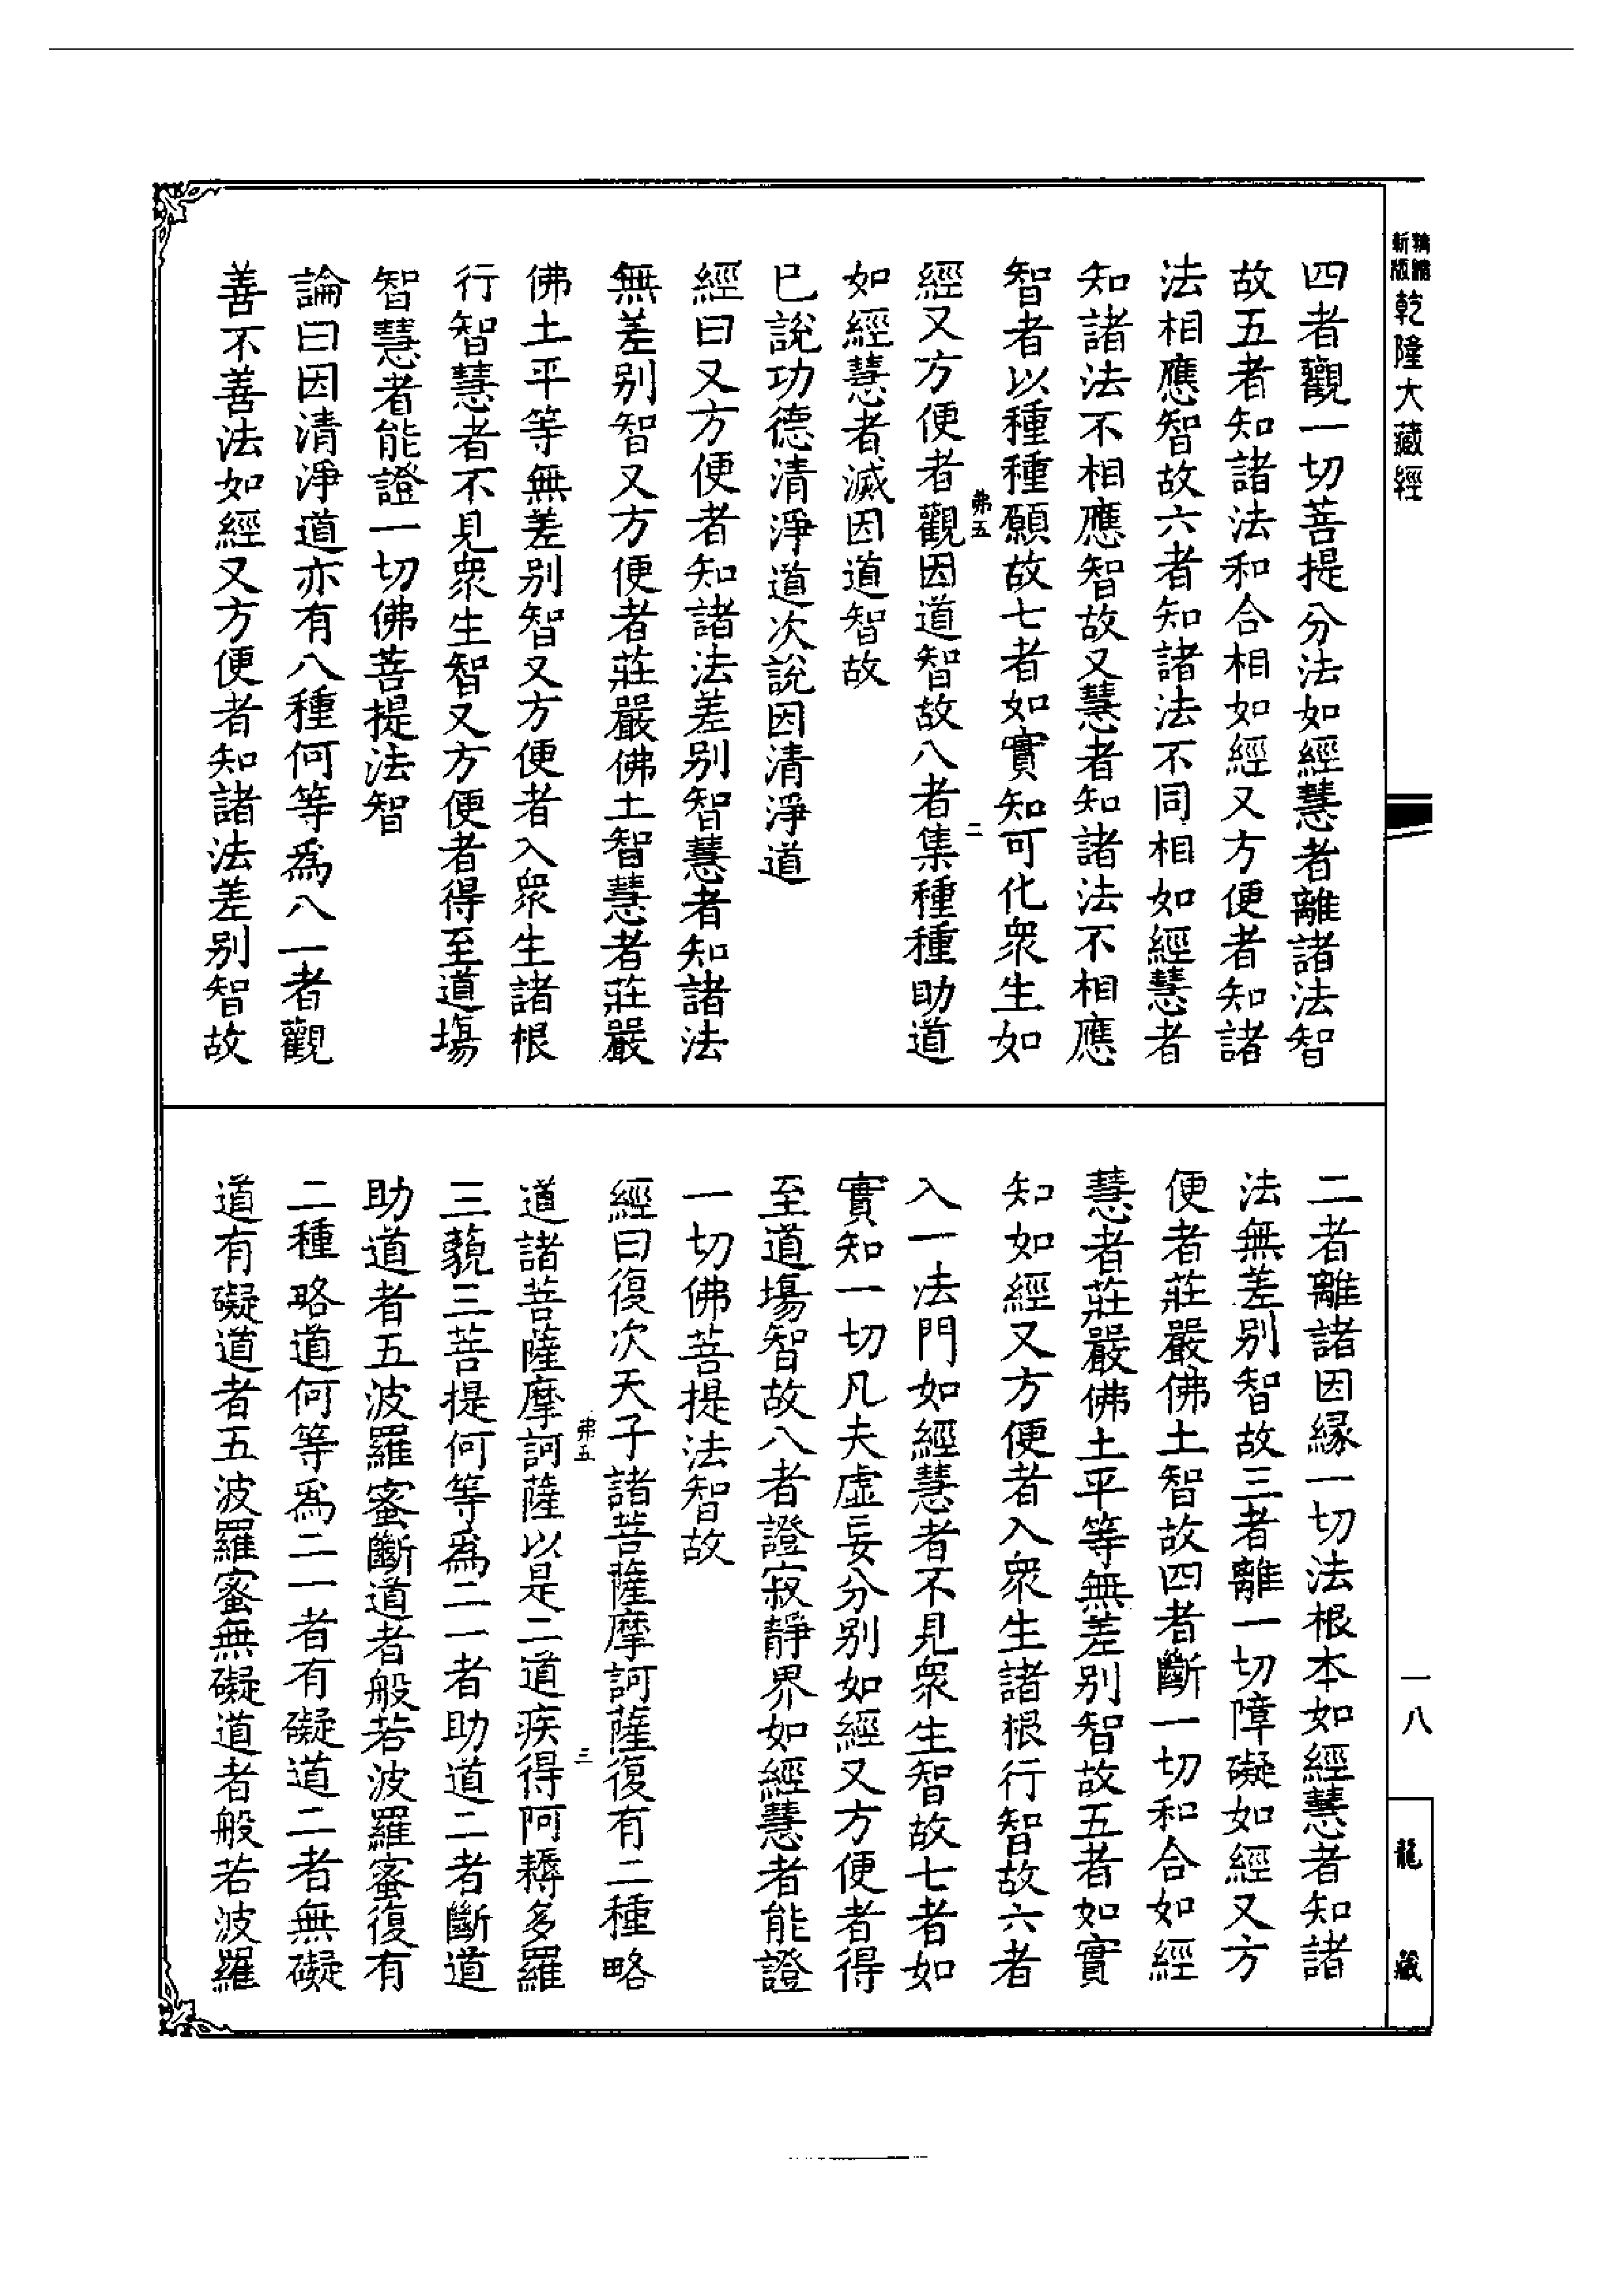 新版 精縮 乾隆大藏經
四者觀一切菩提分法如經慧者離諸法智
故五者知諸法和合相如經又方便者知諸
法相應智故六者知諸法不同相如經慧者
知諸法不相應智故又慧者知諸法不相應
智者以種種願故七者如實知可化衆生如
弗五 二
經又方便者觀因道智故八者集種種助道
如經慧者滅因道智故
已說功德清淨道次說因清淨道
經曰又方便者知諸法差别智慧者知諸法
無差别智又方便者莊嚴佛土智慧者莊嚴
佛土平等無差别智又方便者入衆生諸根
行智慧者不見衆生智又方便者得至道塲
智慧者能證一切佛菩提法智
論曰因清淨道亦有八種何等爲八一者觀
善不善法如經又方便者知諸法差别智故
二者離諸因緣一切法根本如經慧者知諸
法無差别智故三者離一切障礙如經又方
便者莊嚴佛土智故四者斷一切和合如經
慧者莊嚴佛土平等無差别智故五者如實
知如經又方便者入衆生諸根行智故六者
入一法門如經慧者不見衆生智故七者如
實知一切凡夫虛妄分别如經又方便者得
至道塲智故八者證寂靜界如經慧者能證
一切佛菩提法智故
經曰復次天子諸菩薩摩訶薩復有二種略
弗五 三
道諸菩薩摩訶薩以是二道疾得阿耨多羅
三藐三菩提何等爲二一者助道二者斷道
助道者五波羅蜜斷道者般若波羅蜜復有
二種略道何等爲二一者有礙道二者無礙
道有礙道者五波羅蜜無礙道者般若波羅
一八
龍藏